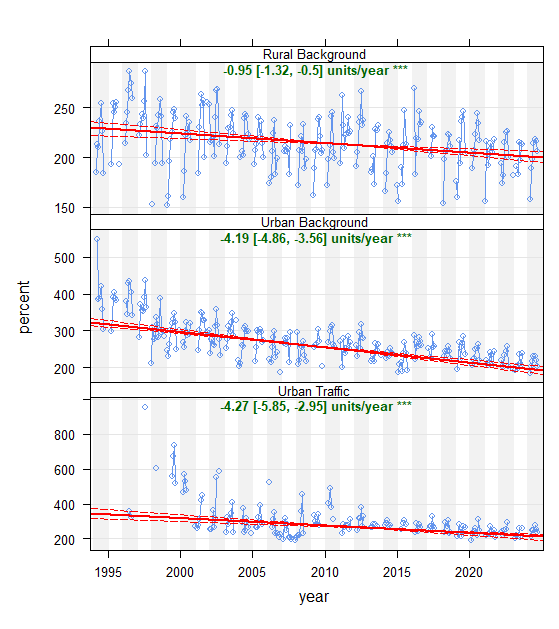 Rural Background
-0.95 [-1.32, -0.5] units/year ***
250
200
150
Urban Background
-4.19 [-4.86, -3.56] units/year ***
500
400
300
200
percent
Urban Traffic
-4.27 [-5.85, -2.95] units/year ***
800
600
400
200
1995 2000 2005 2010 2015 2020
year